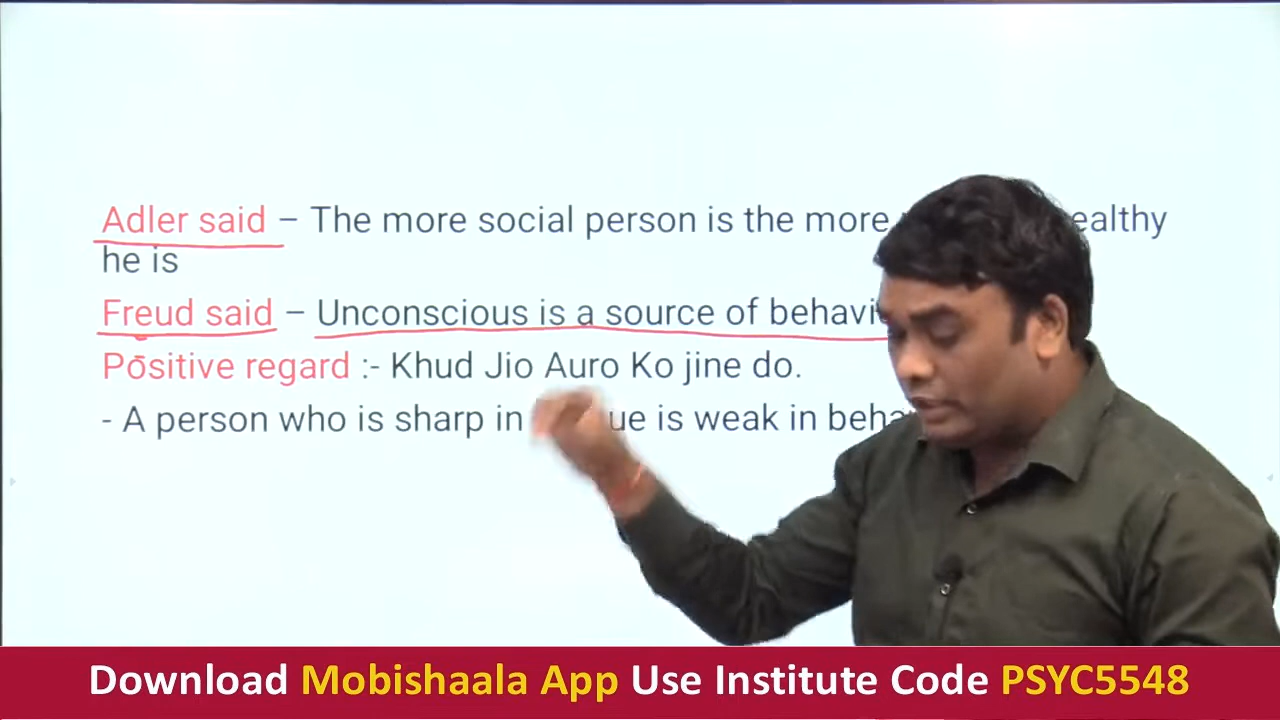 Adler said – The more social person is the more ealthy
he is
Freud said – Unconscious is a source of behavi
Positive regard :- Khud Jio Auro Ko jine do.
- A person who is sharp in ue is weak in beha
Download Mobishaala App Use Institute Code PSYC5548